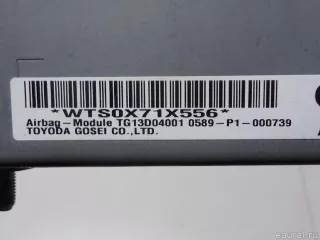 *WTS0X71X556*
Airbag-Module TG13D04001 0589-P1-000739
TOYODA GOSEI CO.,LTD.